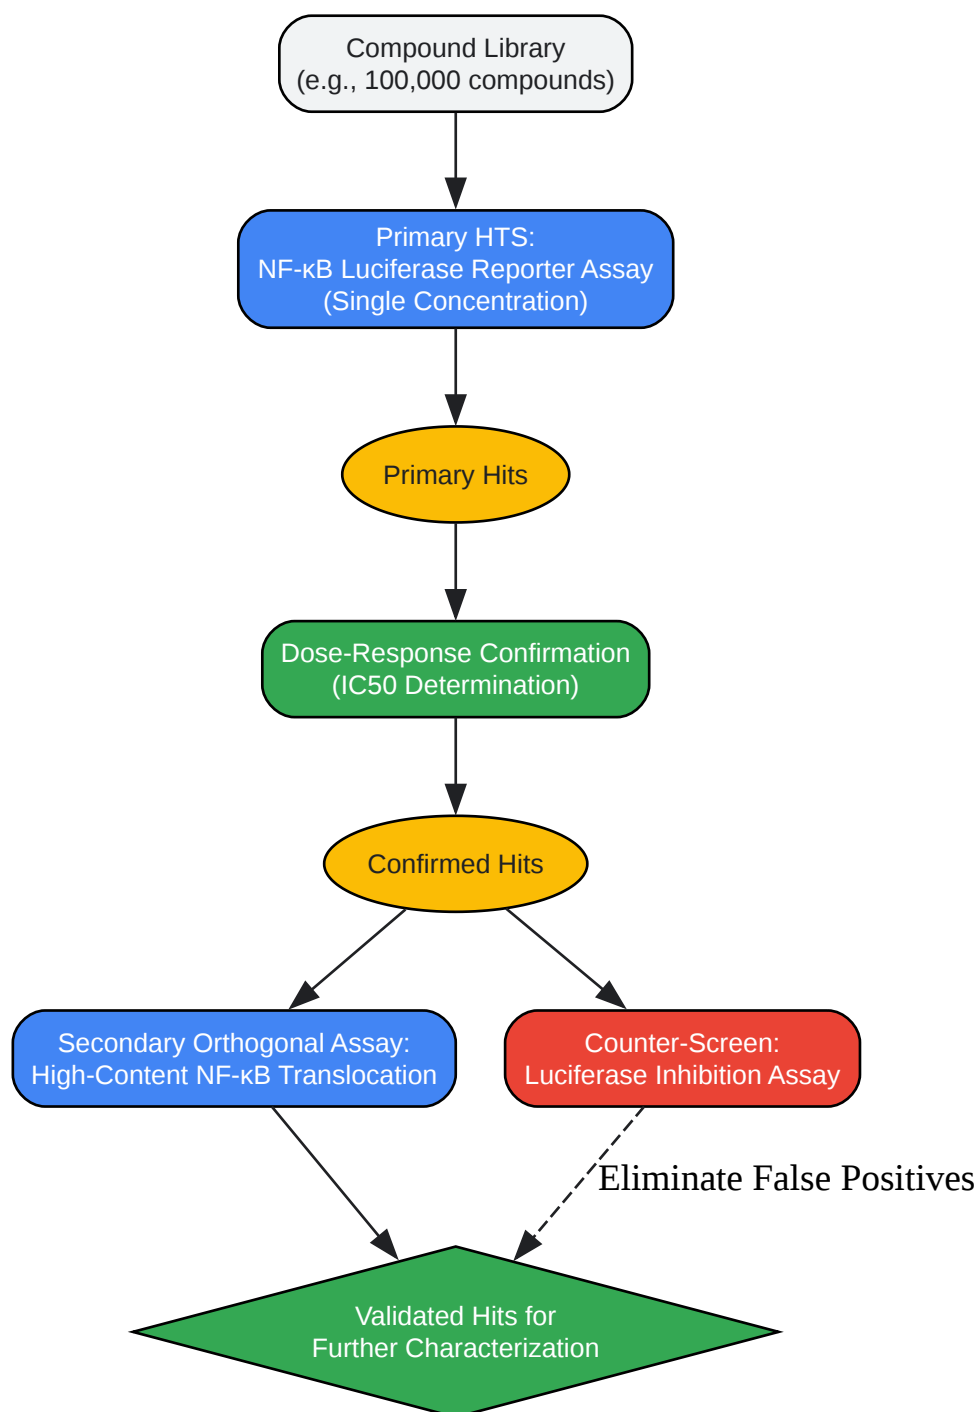 Compound Library
(e.g., 100,000 compounds)
Primary HTS:
NF-κB Luciferase Reporter Assay
(Single Concentration)
Primary Hits
Dose-Response Confirmation
(IC50 Determination)
Confirmed Hits
Secondary Orthogonal Assay:
High-Content NF-κB Translocation
Counter-Screen:
Luciferase Inhibition Assay
Eliminate False Positives
Validated Hits for
Further Characterization